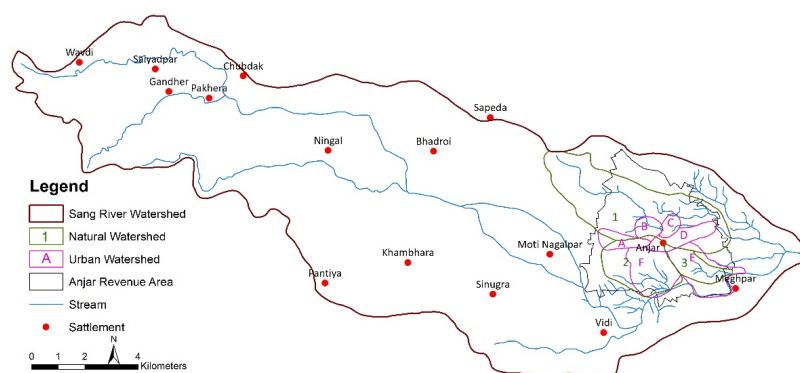 Wavdi
Salyadpar
Chubdak
Gandher
Pakhera
Sapeda
Ningal
Bhadroi
Legend
Sang River Watershed
1 Natural Watershed
A Urban Watershed
Anjar Revenue Area
Stream
Sattlement
0 1 2 4
Kilometers
N
1
B
C
D
A
Anjar
Moti Nagalpar
E
2
F
3
Khambhara
Pantiya
Meghpar
Sinugra
Vidi